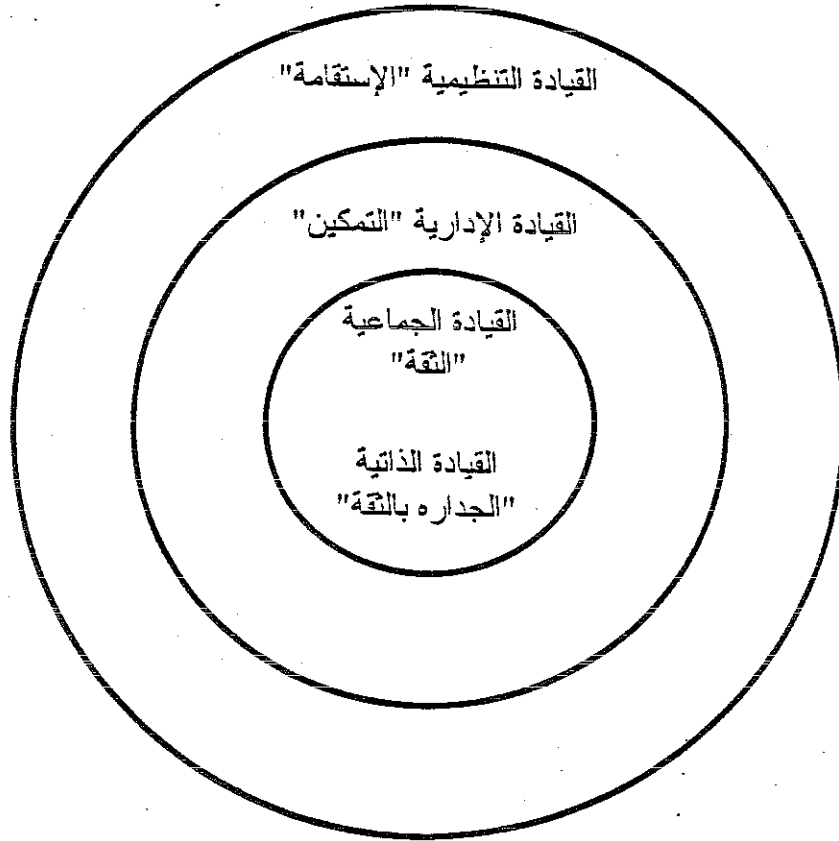 القيادة التنظيمية "الإستقامة"
القيادة الإدارية "التمكين"
القيادة الجماعية
"الثقة"
القيادة الذاتية
"الجداره بالثقة"